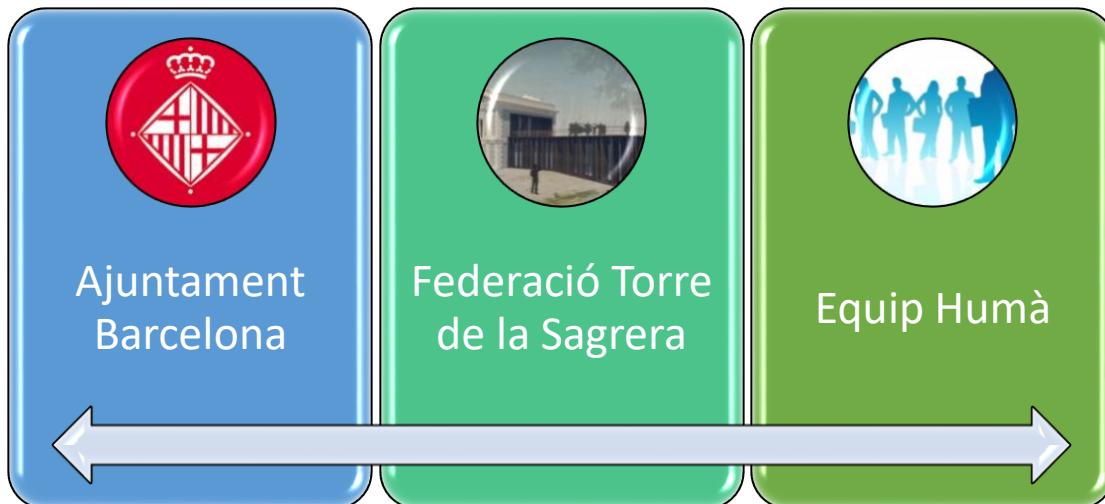 Ajuntament
Barcelona
Federació Torre
de la Sagrera
Equip Humà